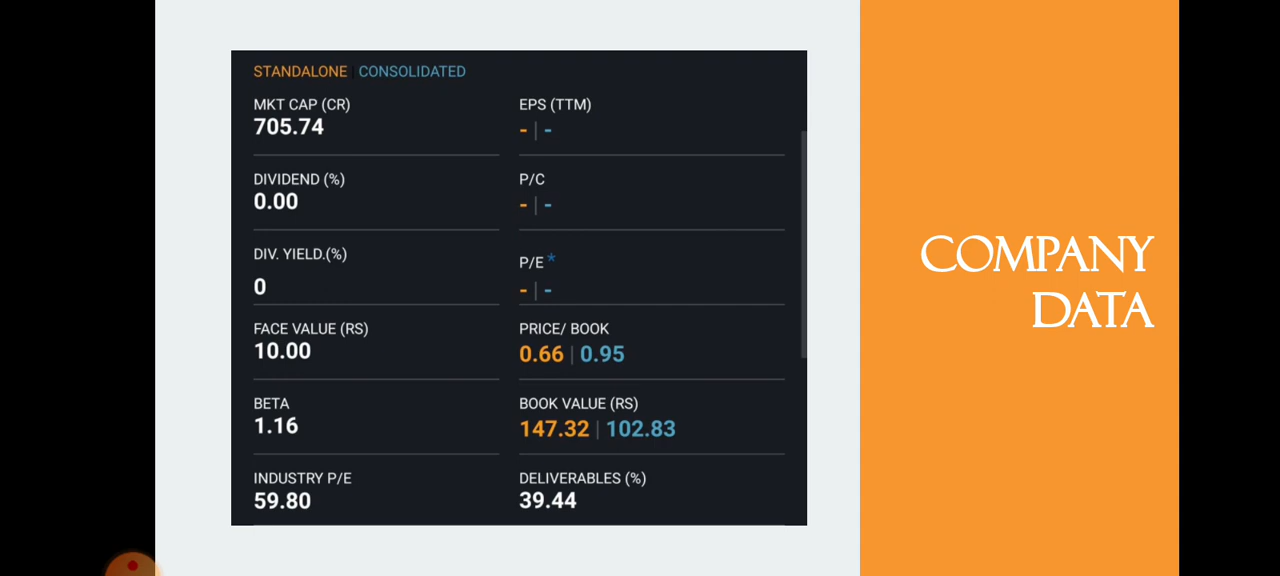 STANDALONE | CONSOLIDATED
MKT CAP (CR)
705.74
EPS (TTM)
- | -
DIVIDEND (%)
0.00
P/C
- | -
DIV. YIELD.(%)
0
P/E *
- | -
FACE VALUE (RS)
10.00
PRICE/ BOOK
0.66 | 0.95
BETA
1.16
BOOK VALUE (RS)
147.32 | 102.83
INDUSTRY P/E
59.80
DELIVERABLES (%)
39.44
COMPANY
DATA